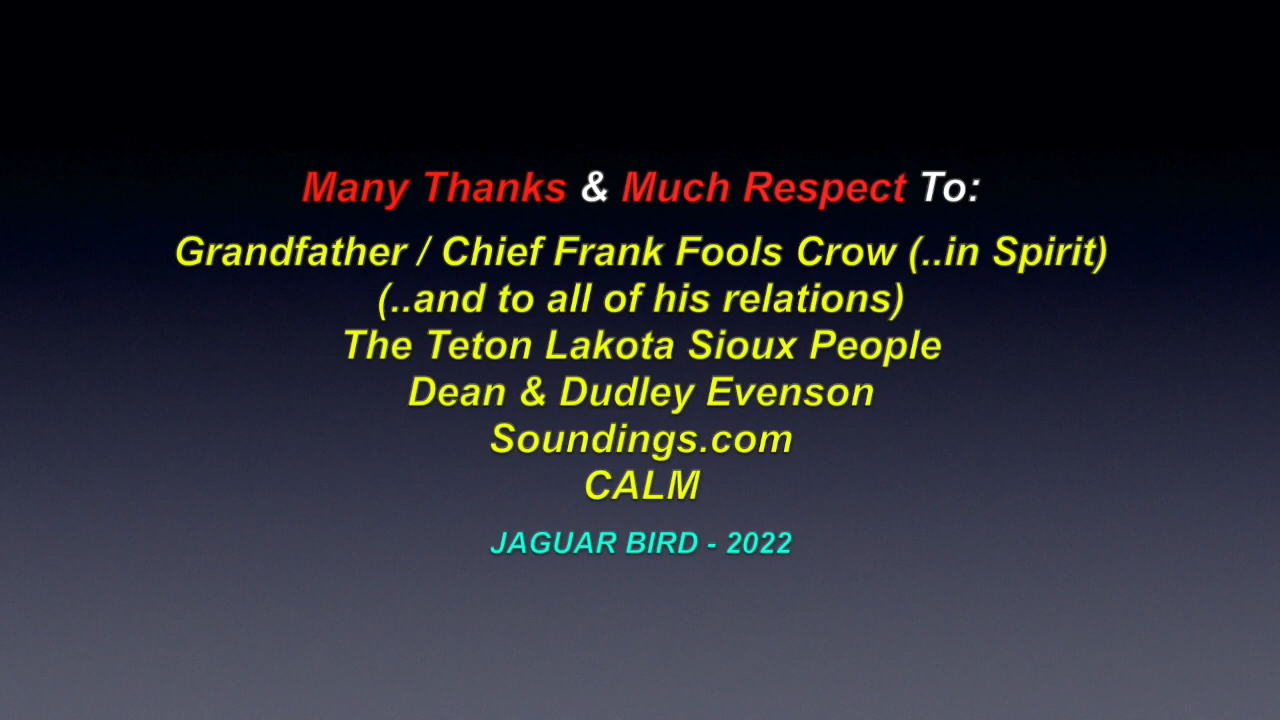 Many Thanks & Much Respect To:
Grandfather / Chief Frank Fools Crow (..in Spirit)
(..and to all of his relations)
The Teton Lakota Sioux People
Dean & Dudley Evenson
Soundings.com
CALM
JAGUAR BIRD - 2022